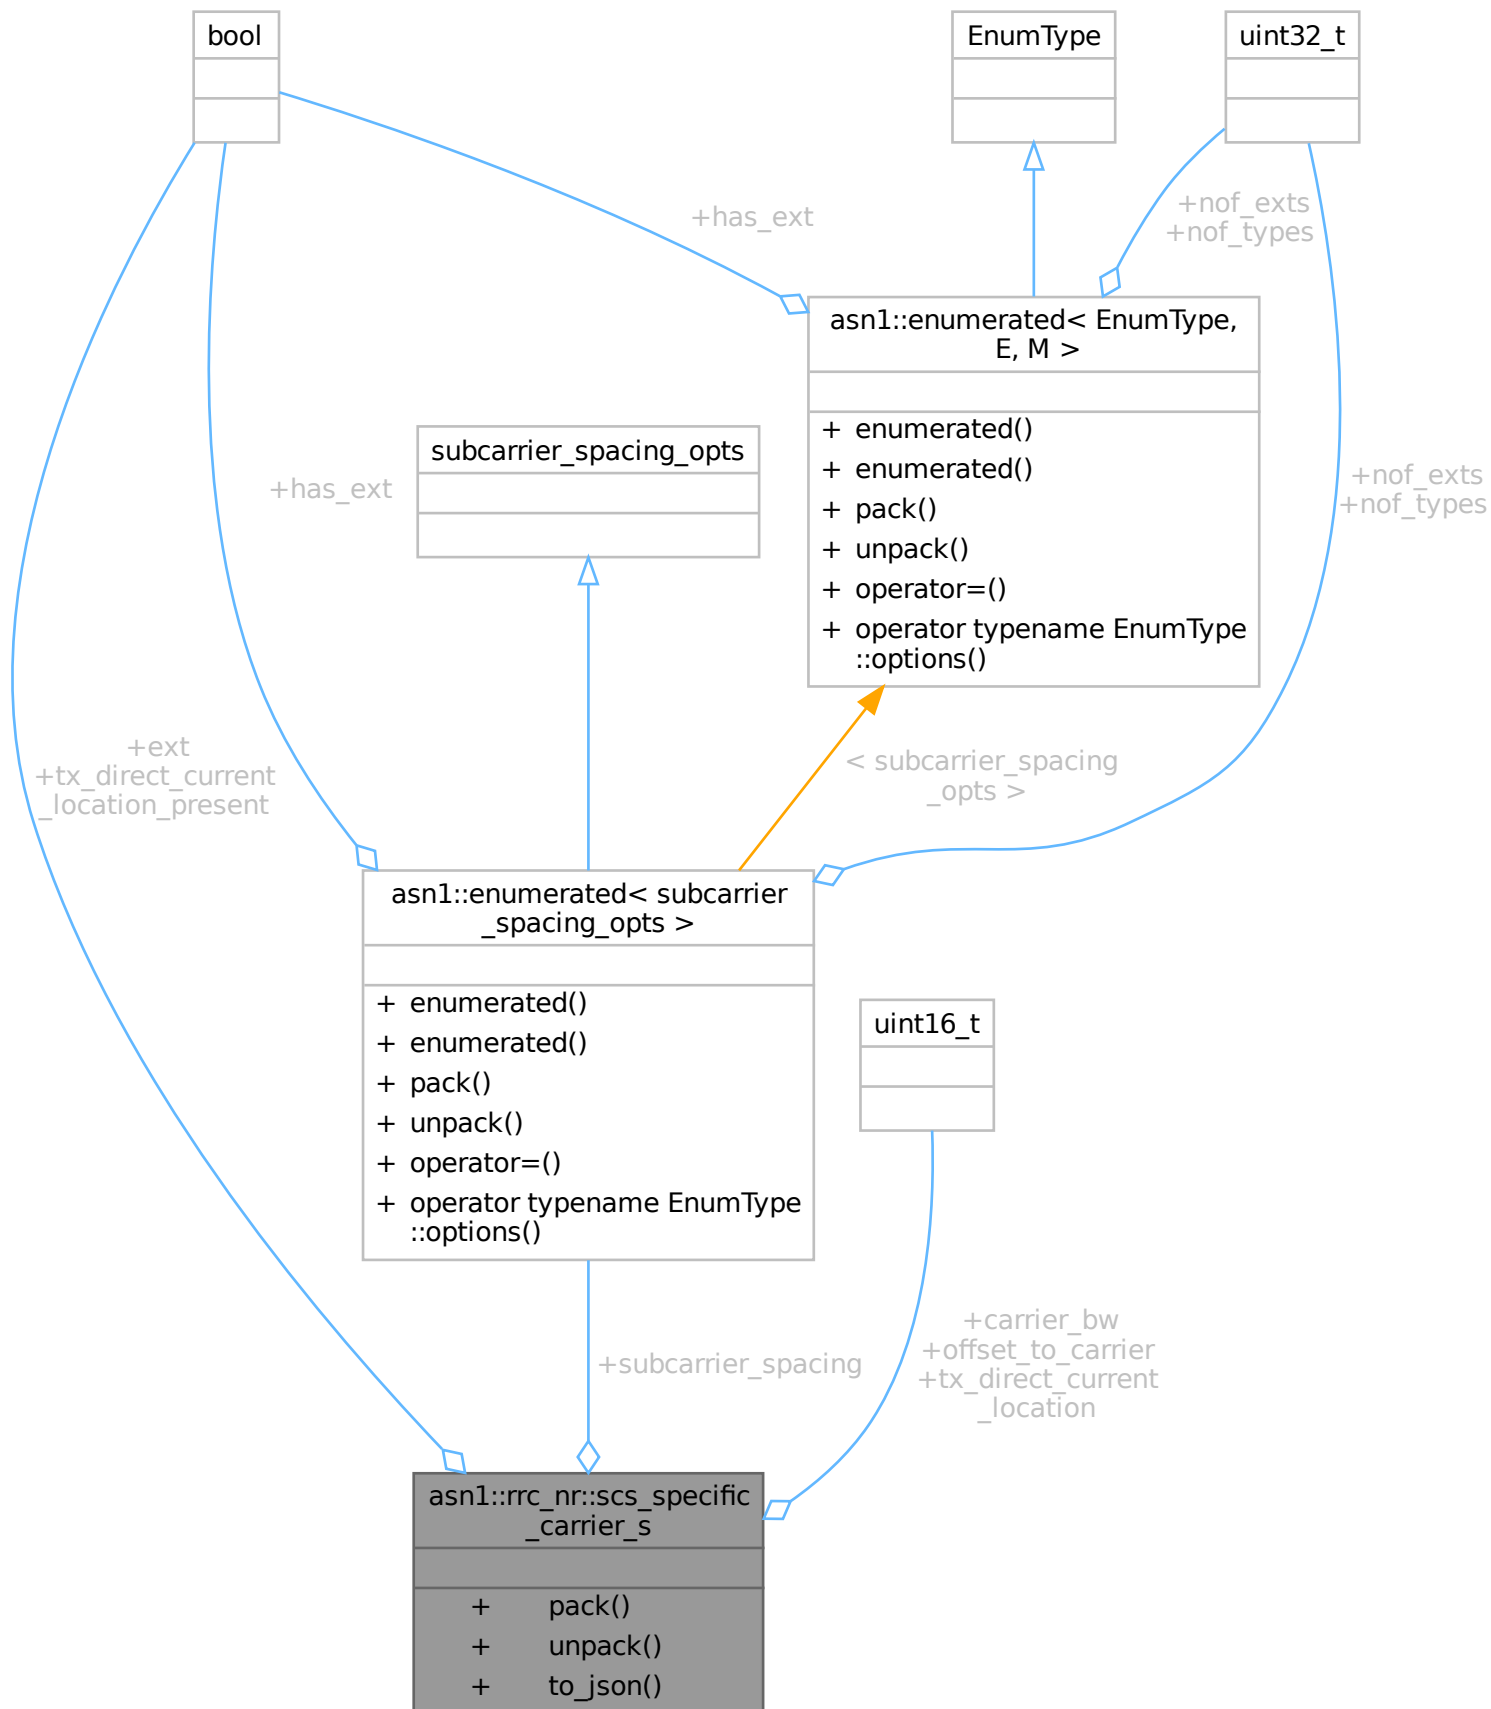 bool
EnumType
uint32_t
+has_ext
+nof_exts
+nof_types
asn1::enumerated< EnumType,
E, M >
+ enumerated()
+ enumerated()
+ pack()
+ unpack()
+ operator=()
+ operator typename EnumType
::options()
subcarrier_spacing_opts
+has_ext
+nof_exts
+nof_types
+ext
+tx_direct_current
_location_present
< subcarrier_spacing
_opts >
asn1::enumerated< subcarrier
_spacing_opts >
+ enumerated()
+ enumerated()
+ pack()
+ unpack()
+ operator=()
+ operator typename EnumType
::options()
uint16_t
+subcarrier_spacing
+carrier_bw
+offset_to_carrier
+tx_direct_current
_location
asn1::rrc_nr::scs_specific
_carrier_s
+ pack()
+ unpack()
+ to_json()